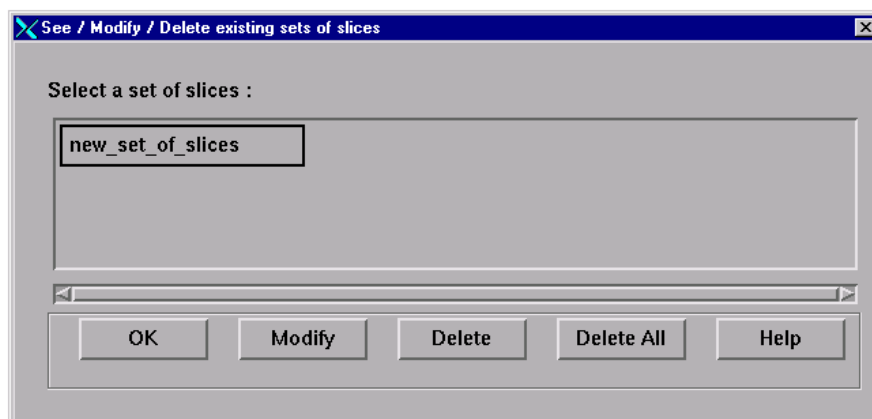 See / Modify / Delete existing sets of slices
Select a set of slices :
new_set_of_slices
OK Modify Delete Delete All Help